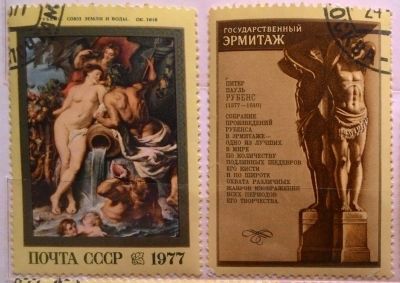 СОЮЗ ЗЕМЛИ И ВОДЫ. ОК. 1618
ПОЧТА СССР 1977
ГОСУДАРСТВЕННЫЙ
ЭРМИТАЖ
ПИТЕР
ПАУЛЬ
РУБЕНС
(1577—1640)
СОБРАНИЕ
ПРОИЗВЕДЕНИЙ
РУБЕНСА
В ЭРМИТАЖЕ—
ОДНО ИЗ ЛУЧШИХ
В МИРЕ
ПО КОЛИЧЕСТВУ
ПОДЛИННЫХ ШЕДЕВРОВ
ЕГО КИСТИ
И ПО ШИРОТЕ
ОХВАТА РАЗЛИЧНЫХ
ЖАНРОВ ИЗОБРАЖЕНИЯ
ВСЕХ ПЕРИОДОВ
ЕГО ТВОРЧЕСТВА.